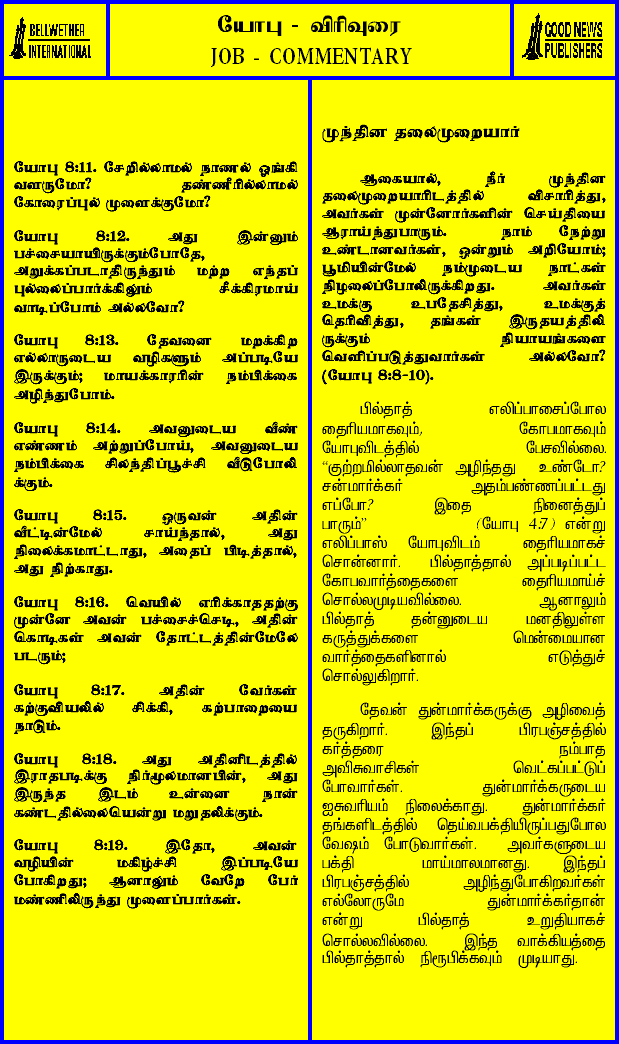 BELLWETHER
INTERNATIONAL
யோபு - விரிவுரை
JOB - COMMENTARY
GOOD NEWS
PUBLISHERS
யோபு 8:11. சேறில்லாமல் நாணல் ஓங்கி
வளருமோ? தண்ணீரில்லாமல்
கோரைப்புல் முளைக்குமோ?
யோபு 8:12. அது இன்னும்
பச்சையாயிருக்கும்போதே,
அறுக்கப்படாதிருந்தும் மற்ற எந்தப்
புல்லைப்பார்க்கிலும் சீக்கிரமாய்
வாடிப்போம் அல்லவோ?
யோபு 8:13. தேவனை மறக்கிற
எல்லாருடைய வழிகளும் அப்படியே
இருக்கும்; மாயக்காரரின் நம்பிக்கை
அழிந்துபோம்.
யோபு 8:14. அவனுடைய வீண்
எண்ணம் அற்றுப்போய், அவனுடைய
நம்பிக்கை சிலந்திப்பூச்சி வீடுபோலி
க்கும்.
யோபு 8:15. ஒருவன் அதின்
வீட்டின்மேல் சாய்ந்தால், அது
நிலைக்கமாட்டாது, அதைப் பிடித்தால்,
அது நிற்காது.
யோபு 8:16. வெயில் எரிக்காததற்கு
முன்னே அவன் பச்சைச்செடி, அதின்
கொடிகள் அவன் தோட்டத்தின்மேலே
படரும்;
யோபு 8:17. அதின் வேர்கள்
கற்குவியலில் சிக்கி, கற்பாறையை
நாடும்.
யோபு 8:18. அது அதினிடத்தில்
இராதபடிக்கு நிர்மூலமானபின், அது
இருந்த இடம் உன்னை நான்
கண்டதில்லையென்று மறுதலிக்கும்.
யோபு 8:19. இதோ, அவன்
வழியின் மகிழ்ச்சி இப்படியே
போகிறது; ஆனாலும் வேறே பேர்
மண்ணிலிருந்து முளைப்பார்கள்.
முந்தின தலைமுறையார்
ஆகையால், நீர் முந்தின
தலைமுறையாரிடத்தில் விசாரித்து,
அவர்கள் முன்னோர்களின் செய்தியை
ஆராய்ந்துபாரும். நாம் நேற்று
உண்டானவர்கள், ஒன்றும் அறியோம்;
பூமியின்மேல் நம்முடைய நாட்கள்
நிழலைப்போலிருக்கிறது. அவர்கள்
உமக்கு உபதேசித்து, உமக்குத்
தெரிவித்து, தங்கள் இருதயத்திலி
ருக்கும் நியாயங்களை
வெளிப்படுத்துவார்கள் அல்லவோ?
(யோபு 8:8-10).
பில்தாத் எலிப்பாசைப்போல
தைரியமாகவும், கோபமாகவும்
யோபுவிடத்தில் பேசவில்லை.
“குற்றமில்லாதவன் அழிந்தது உண்டோ?
சன்மார்க்கர் அதம்பண்ணப்பட்டது
எப்போ? இதை நினைத்துப்
பாரும்” (யோபு 4:7) என்று
எலிப்பாஸ் யோபுவிடம் தைரியமாகச்
சொன்னார். பில்தாத்தால் அப்படிப்பட்ட
கோபவார்த்தைகளை தைரியமாய்ச்
சொல்லமுடியவில்லை. ஆனாலும்
பில்தாத் தன்னுடைய மனதிலுள்ள
கருத்துக்களை மென்மையான
வார்த்தைகளினால் எடுத்துச்
சொல்லுகிறார்.
தேவன் துன்மார்க்கருக்கு அழிவைத்
தருகிறார். இந்தப் பிரபஞ்சத்தில்
கர்த்தரை நம்பாத
அவிசுவாசிகள் வெட்கப்பட்டுப்
போவார்கள். துன்மார்க்கருடைய
ஐசுவரியம் நிலைக்காது. துன்மார்க்கர்
தங்களிடத்தில் தெய்வபக்தியிருப்பதுபோல
வேஷம் போடுவார்கள். அவர்களுடைய
பக்தி மாய்மாலமானது. இந்தப்
பிரபஞ்சத்தில் அழிந்துபோகிறவர்கள்
எல்லோருமே துன்மார்க்கர்தான்
என்று பில்தாத் உறுதியாகச்
சொல்லவில்லை. இந்த வாக்கியத்தை
பில்தாத்தால் நிரூபிக்கவும் முடியாது.